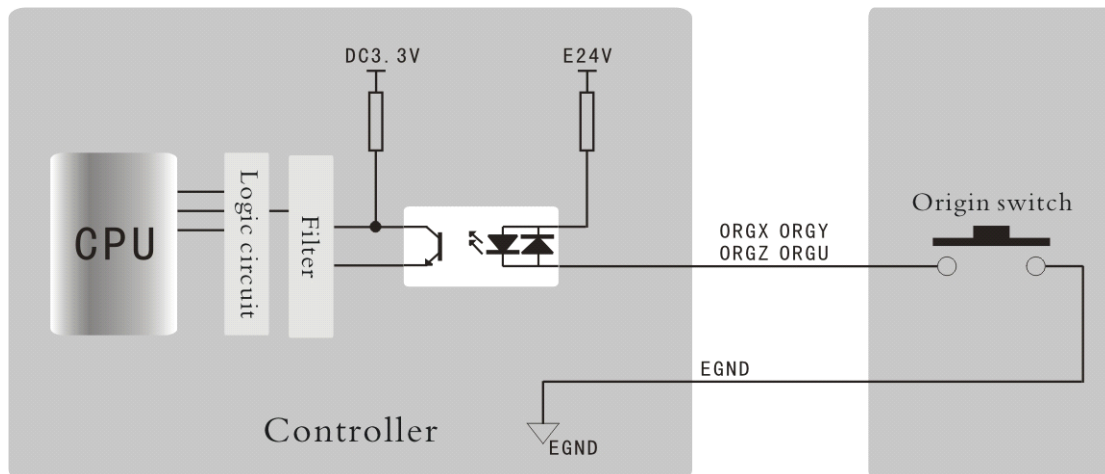 DC3.3V
E24V
CPU
Logic circuit
Filter
ORGX ORGY
ORGZ ORGU
Origin switch
EGND
Controller
EGND